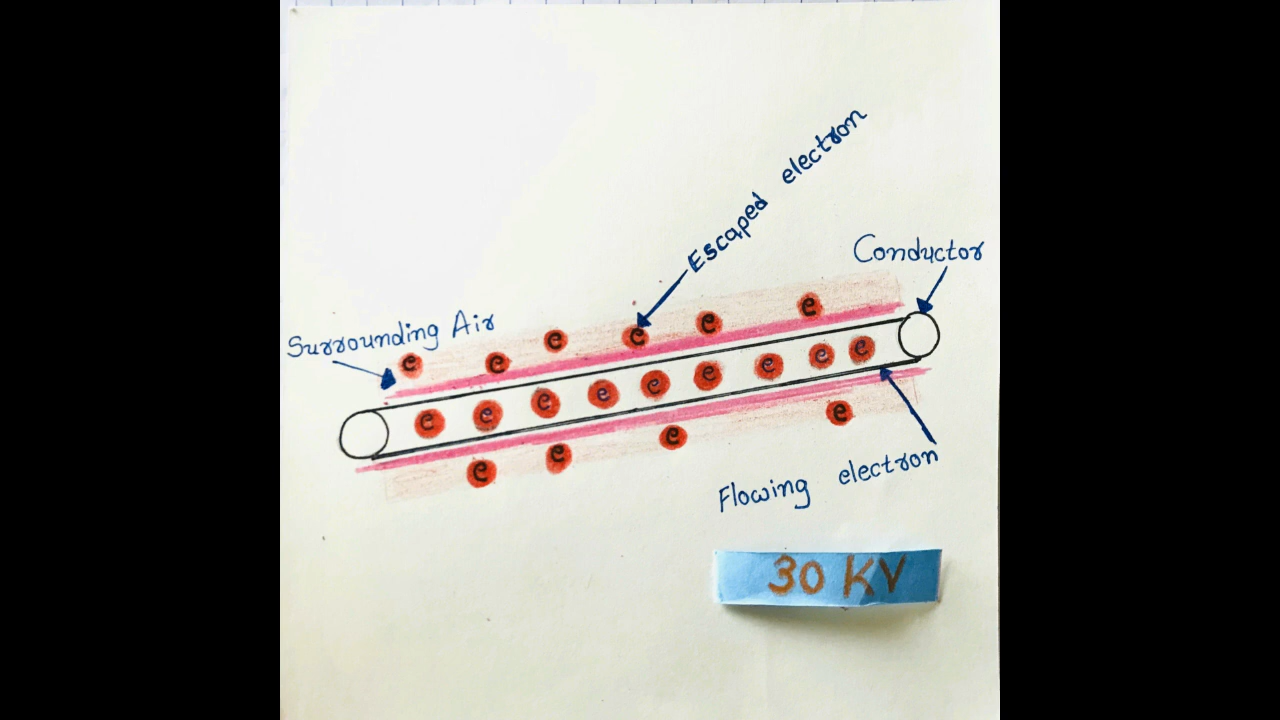 Escaped electron
Conductor
Surrounding Air
e e e e e e
e e e e e e e e e
e e e e
Flowing electron
30 KV